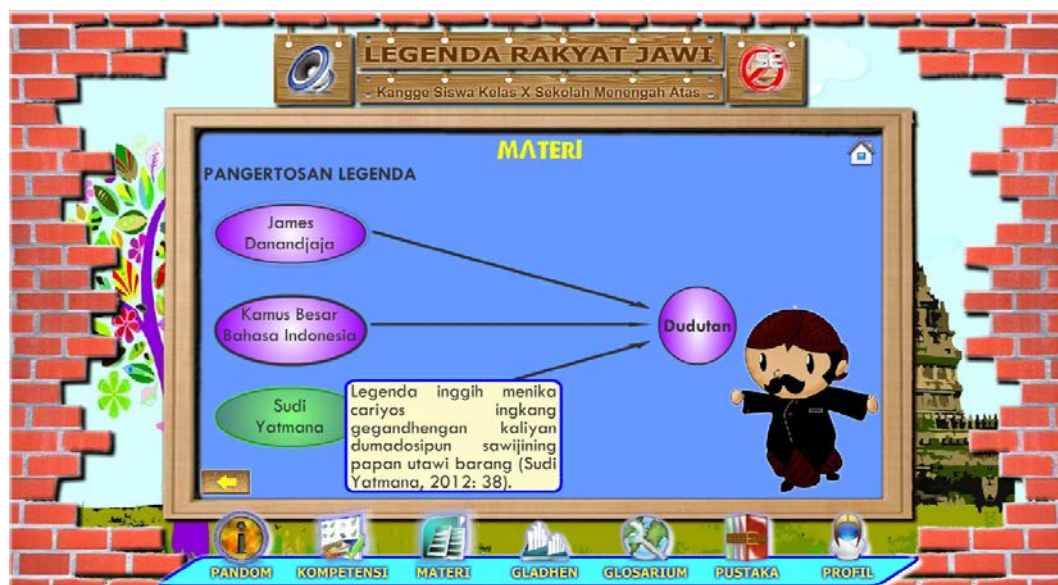 LEGENDA RAKYAT JAWI
Kangge Siswa Kelas X Sekolah Menengah Atas
SE
MATERI
PANGERTOSAN LEGENDA
James
Danandjaja
Kamus Besar
Bahasa Indonesia
Dudutan
Sudi
Yatmana
Legenda inggih menika
cariyos ingkang
gegandhengan kaliyan
dumadosipun sawijining
papan utawi barang (Sudi
Yatmana, 2012: 38).
PANDOM
KOMPETENSI
MATERI
GLADHEN
GLOSARIUM
PUSTAKA
PROFIL